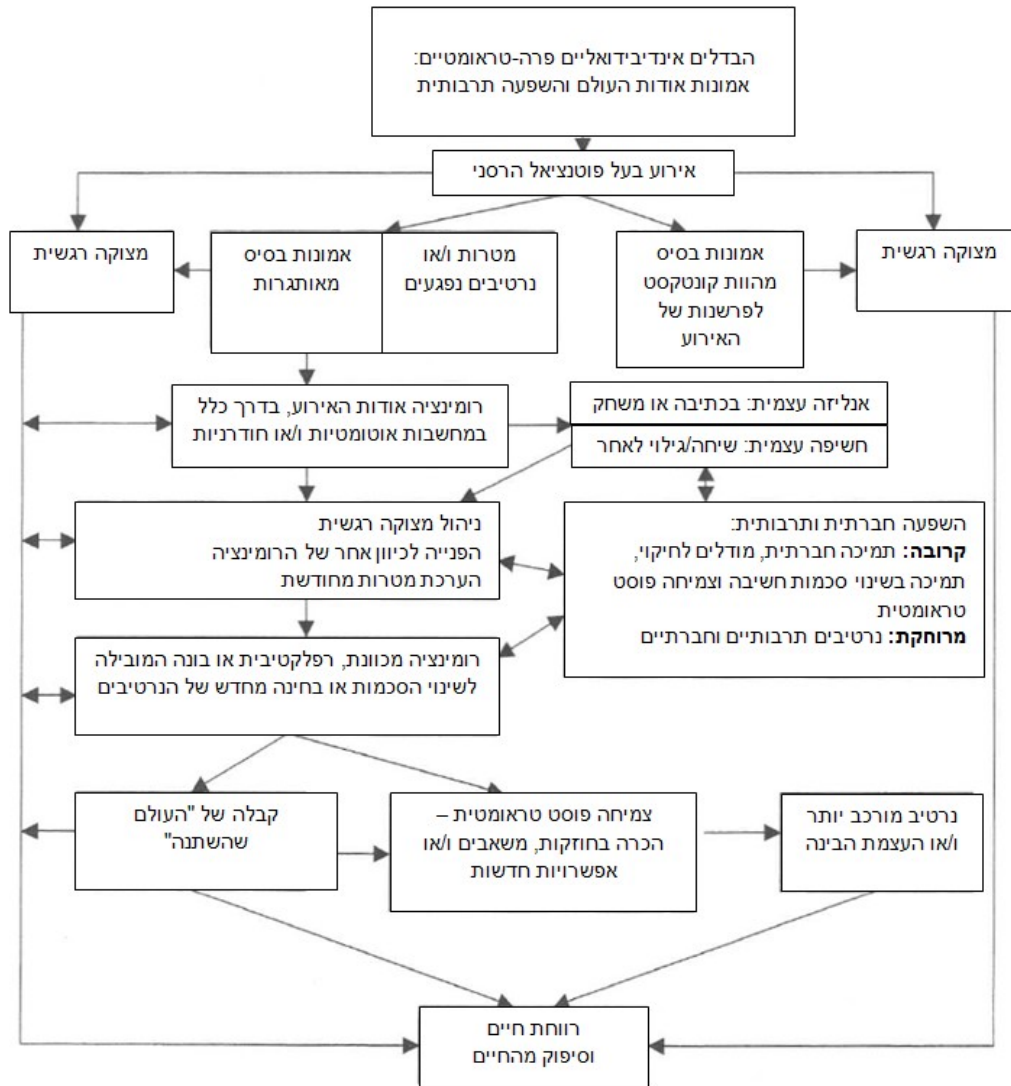 הבדלים אינדיבידואליים פרה-טראומטיים:
אמונות אודות העולם והשפעה תרבותית
אירוע בעל פוטנציאל הרסני
מצוקה רגשית
אמונות בסיס
מהוות קונטקסט
לפרשנות של
האירוע
מטרות ו/או
נרטיבים נפגעים
אמונות בסיס
מאותגרות
מצוקה רגשית
רומינציה אודות האירוע, בדרך כלל
במחשבות אוטומטיות ו/או חודרניות
אנליזה עצמית: בכתיבה או משחק
חשיפה עצמית: שיחה/גילוי לאחר
ניהול מצוקה רגשית
הפנייה לכיוון אחר של הרומינציה
הערכת מטרות מחודשת
השפעה חברתית ותרבותית:
קרובה: תמיכה חברתית, מודלים לחיקוי,
תמיכה בשינוי סכמות חשיבה וצמיחה פוסט
טראומטית
מרוחקת: נרטיבים תרבותיים וחברתיים
רומינציה מכוונת, רפלקטיבית או בונה המובילה
לשינוי הסכמות או בחינה מחדש של הנרטיבים
קבלה של "העולם
שהשתנה"
צמיחה פוסט טראומטית –
הכרה בחוזקות, משאבים ו/או
אפשרויות חדשות
נרטיב מורכב יותר
ו/או העצמת הבינה
רווחת חיים
וסיפוק מהחיים